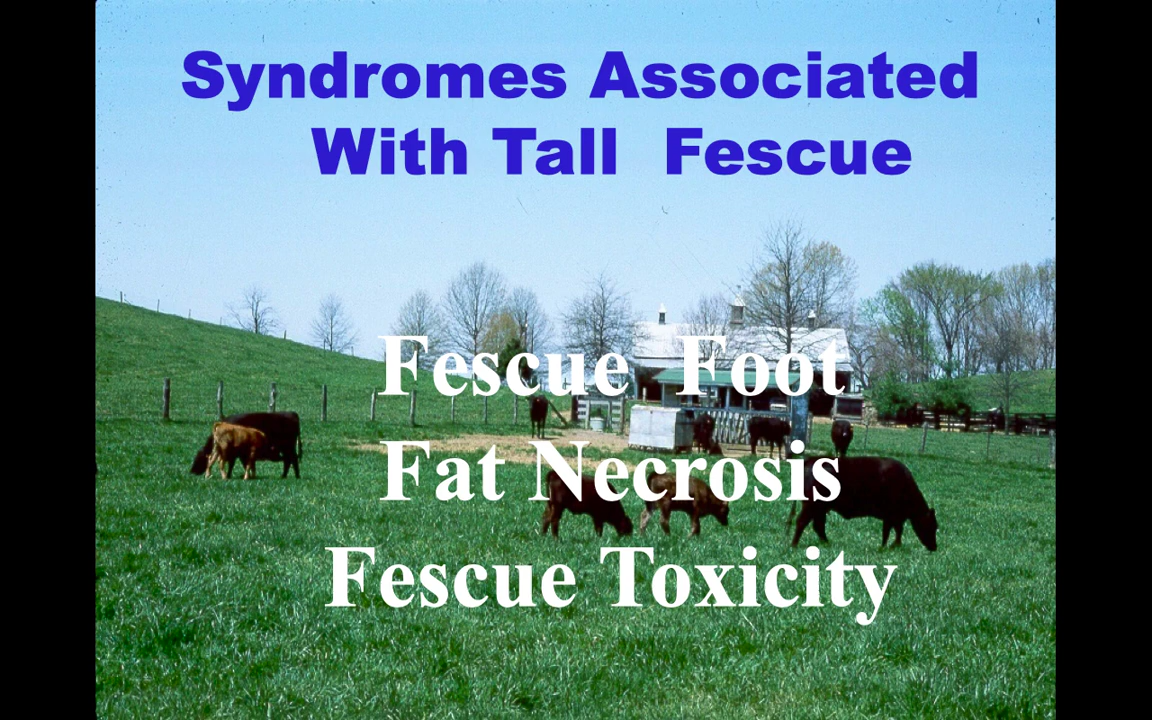 Syndromes Associated
With Tall Fescue
Fescue Foot
Fat Necrosis
Fescue Toxicity